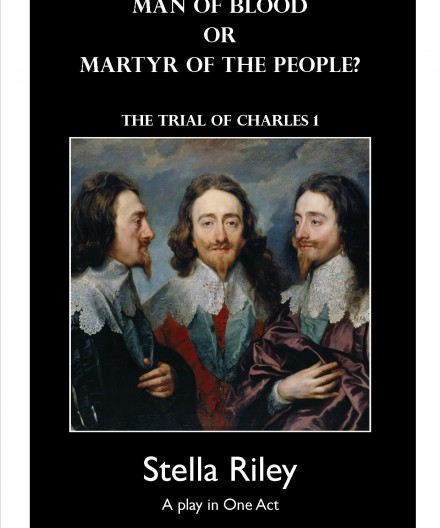 MAN OF BLOOD
OR
MARTYR OF THE PEOPLE?
THE TRIAL OF CHARLES 1
Stella Riley
A play in One Act